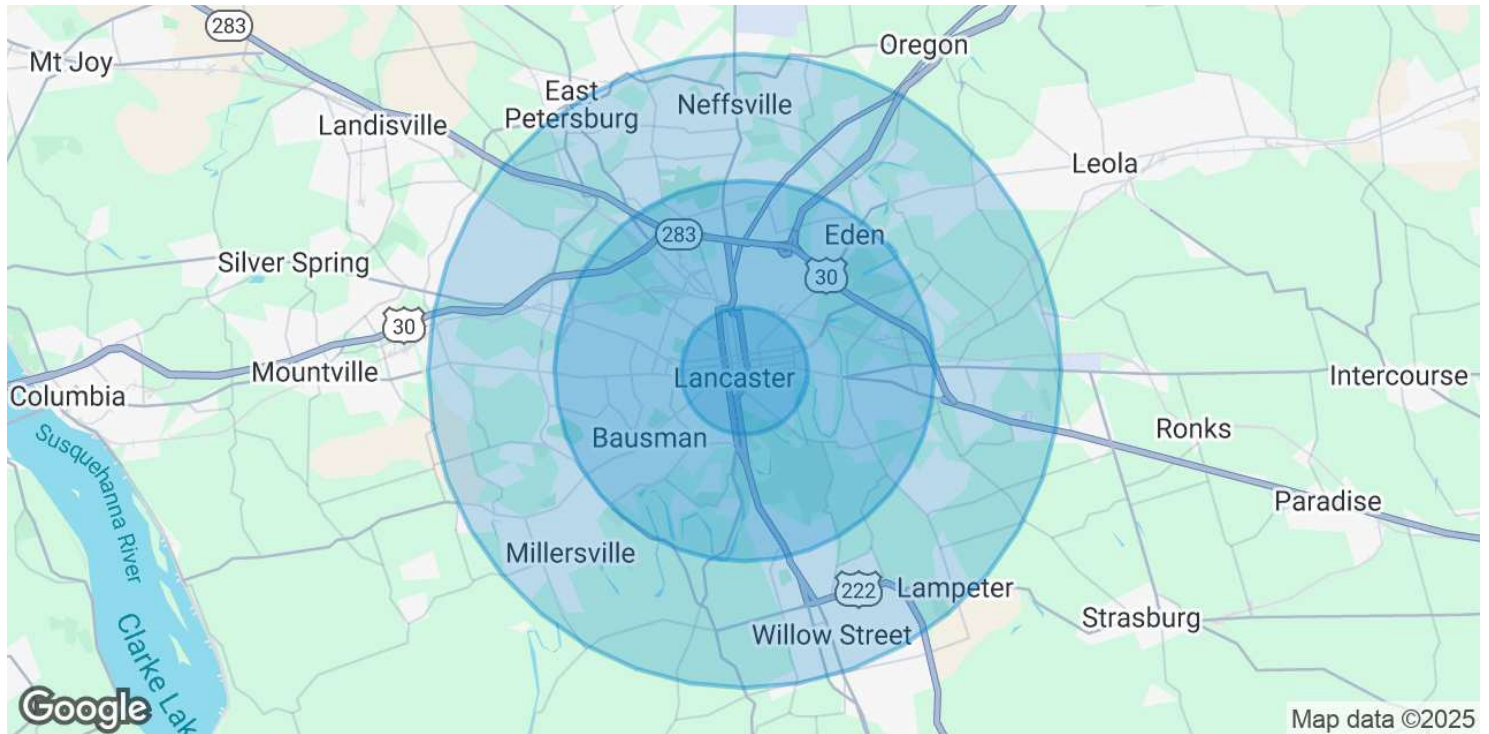 283
Mt Joy
Oregon
East
Petersburg
Neffsville
Landisville
Leola
283
Eden
Silver Spring
30
30
Mountville
Lancaster
Intercourse
Columbia
Bausman
Ronks
Susquehanna River
Paradise
Millersville
222
Lampeter
Strasburg
Willow Street
Clarke Lak
Google
Map data ©2025